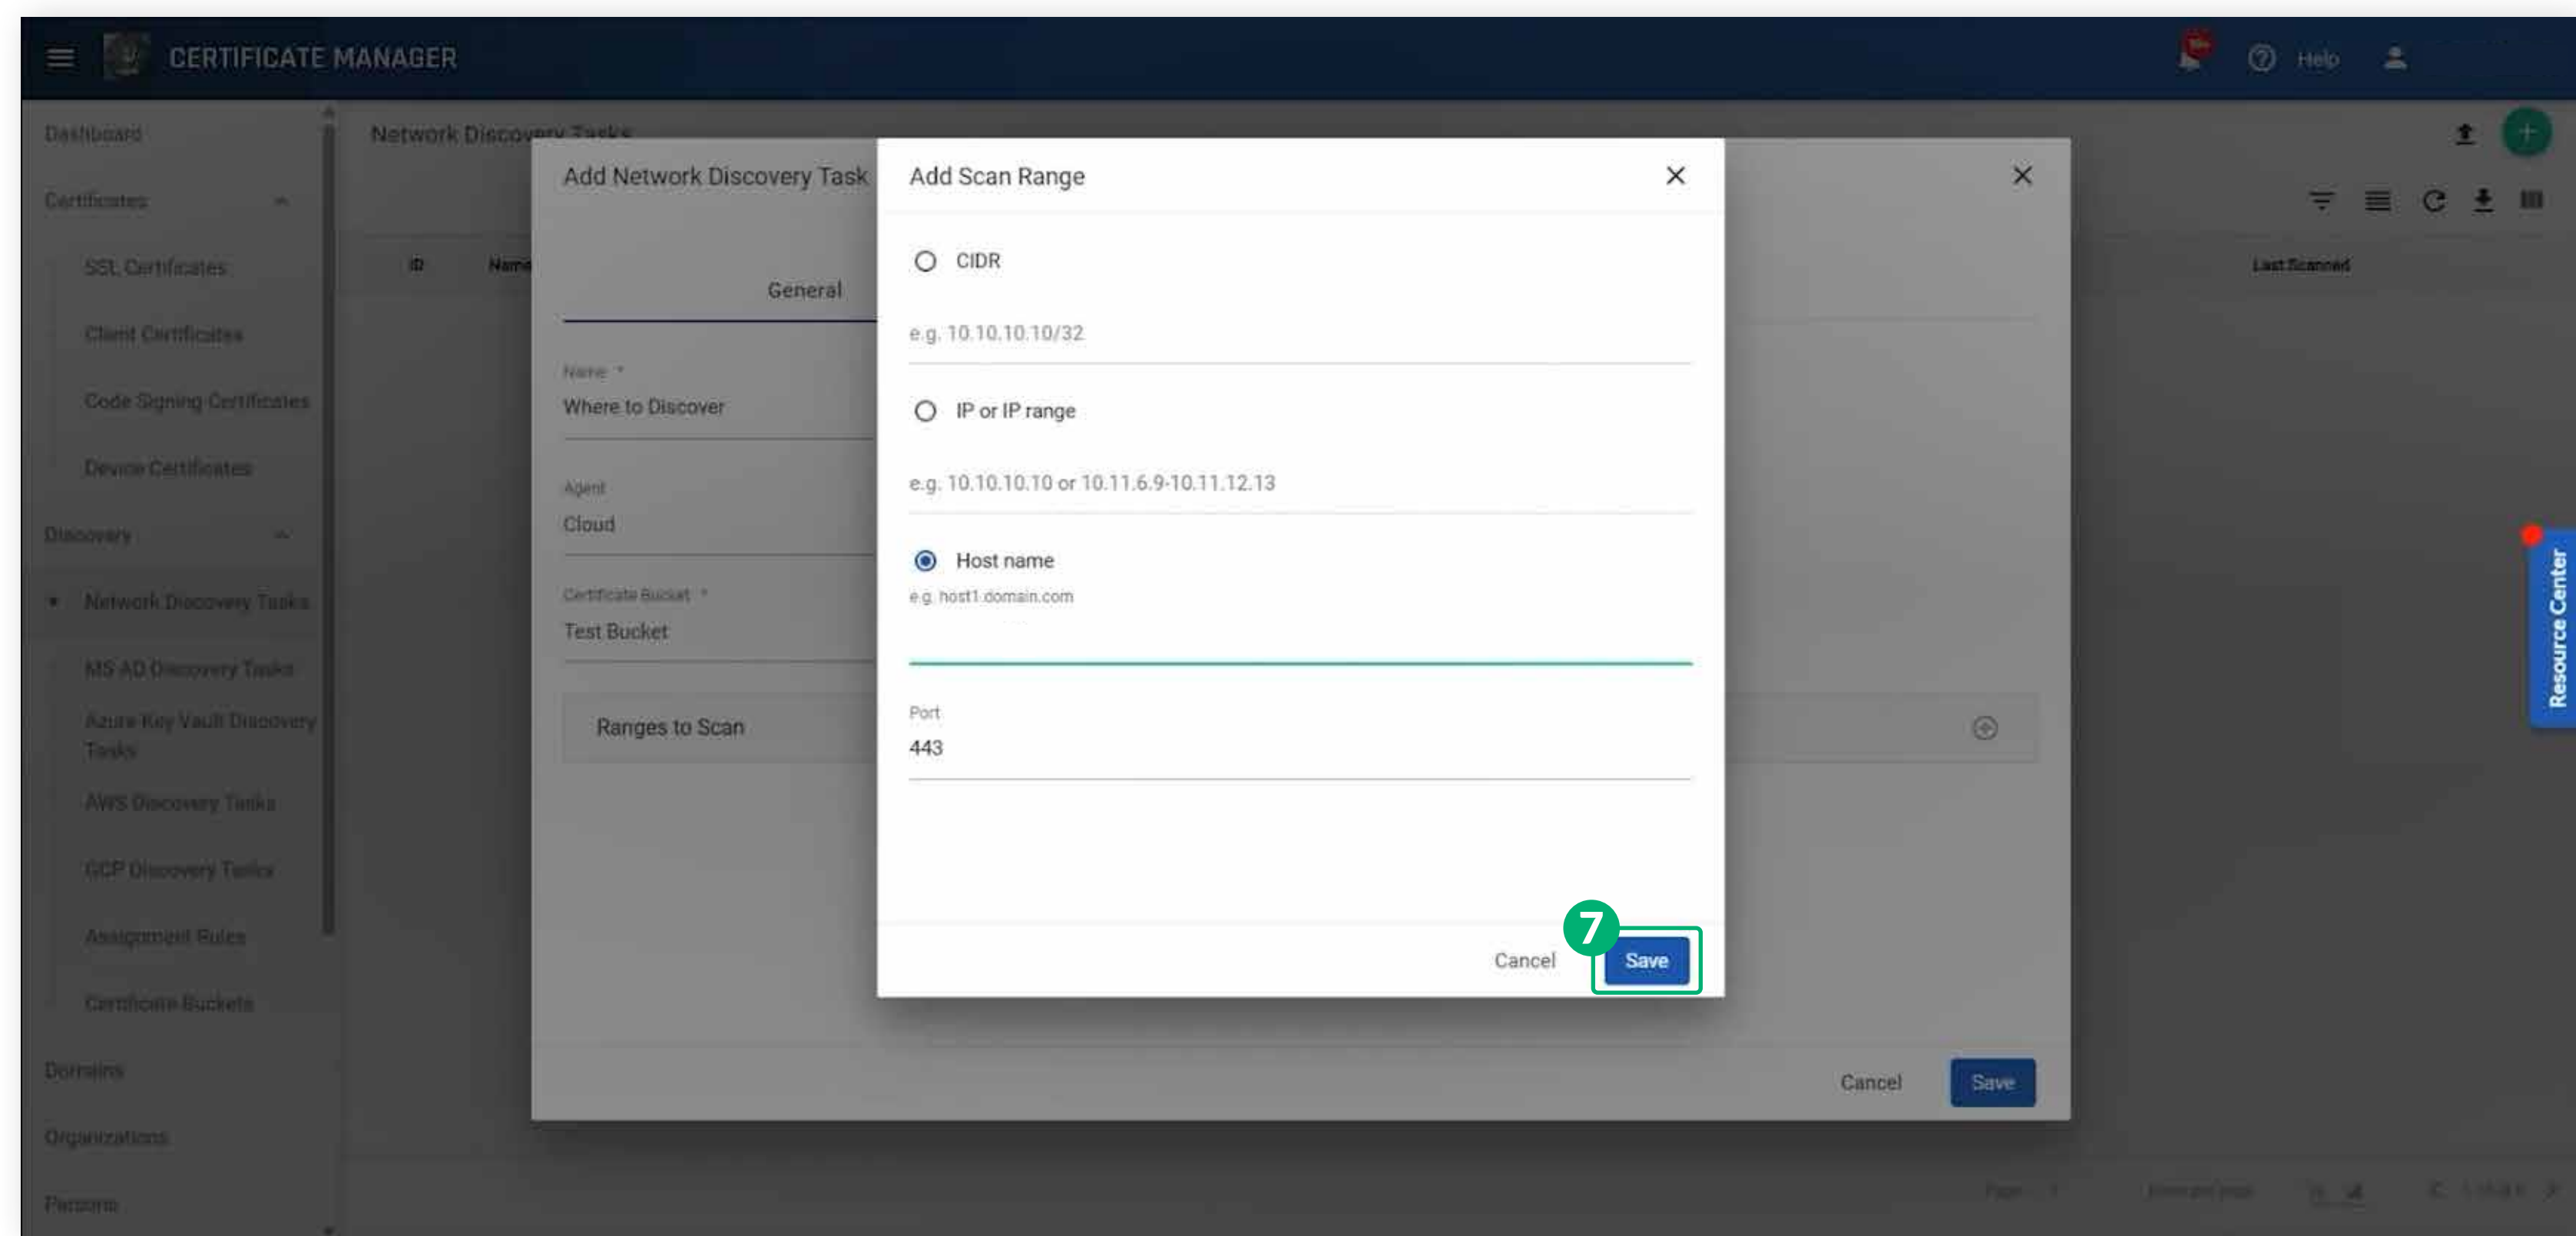 CERTIFICATE MANAGER
Help
Dashboard
Network Discovery Tasks
Certificates
SSL Certificates
Client Certificates
Code Signing Certificates
Device Certificates
Discovery
Network Discovery Tasks
MS AD Discovery Tasks
Azure Key Vault Discovery
Tasks
AWS Discovery Tasks
GCP Discovery Tasks
Assignment Rules
Certificate Buckets
Domains
Organizations
Persons
ID Name Last Scanned
Add Network Discovery Task
General
Name *
Where to Discover
Agent
Cloud
Certificate Bucket *
Test Bucket
Ranges to Scan
Cancel Save
Add Scan Range
CIDR
e.g. 10.10.10.10/32
IP or IP range
e.g. 10.10.10.10 or 10.11.6.9-10.11.12.13
Host name
e.g. host1.domain.com
Port
443
7
Cancel Save
Resource Center